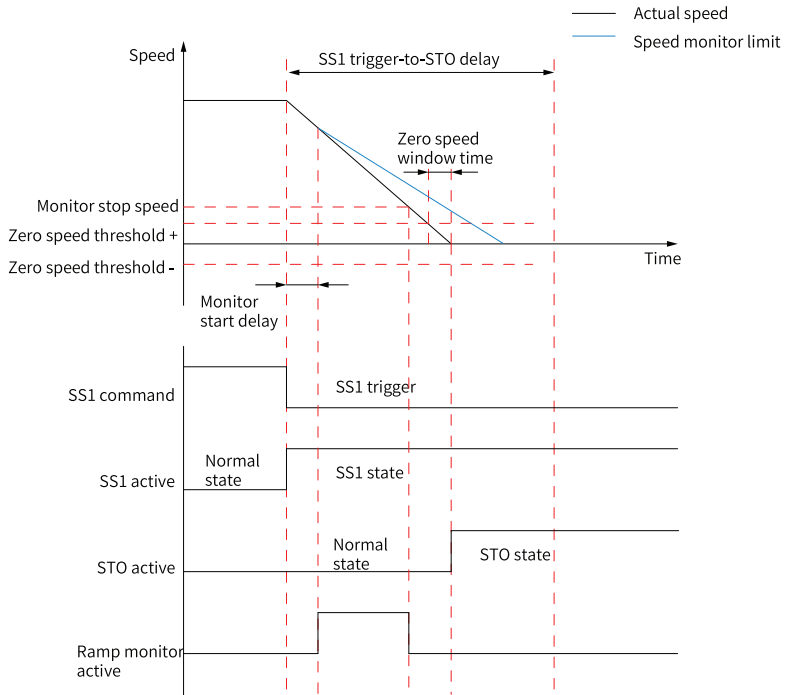 Actual speed
Speed monitor limit
Speed
SS1 trigger-to-STO delay
Zero speed
window time
Monitor stop speed
Zero speed threshold +
Time
Zero speed threshold -
Monitor
start delay
SS1 command
SS1 trigger
Normal
state
SS1 active
SS1 state
Normal
state
STO active
STO state
Ramp monitor
active